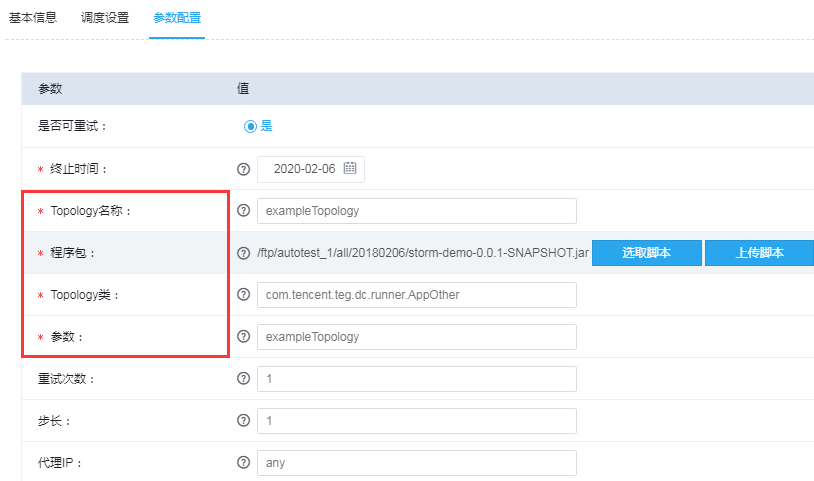 基本信息 调度设置 参数配置
参数 值
是否可重试： 是
* 终止时间： 2020-02-06
* Topology名称： exampleTopology
* 程序包： /ftp/autotest_1/all/20180206/storm-demo-0.0.1-SNAPSHOT.jar 选取脚本 上传脚本
* Topology类： com.tencent.teg.dc.runner.AppOther
* 参数： exampleTopology
重试次数： 1
步长： 1
代理IP： any